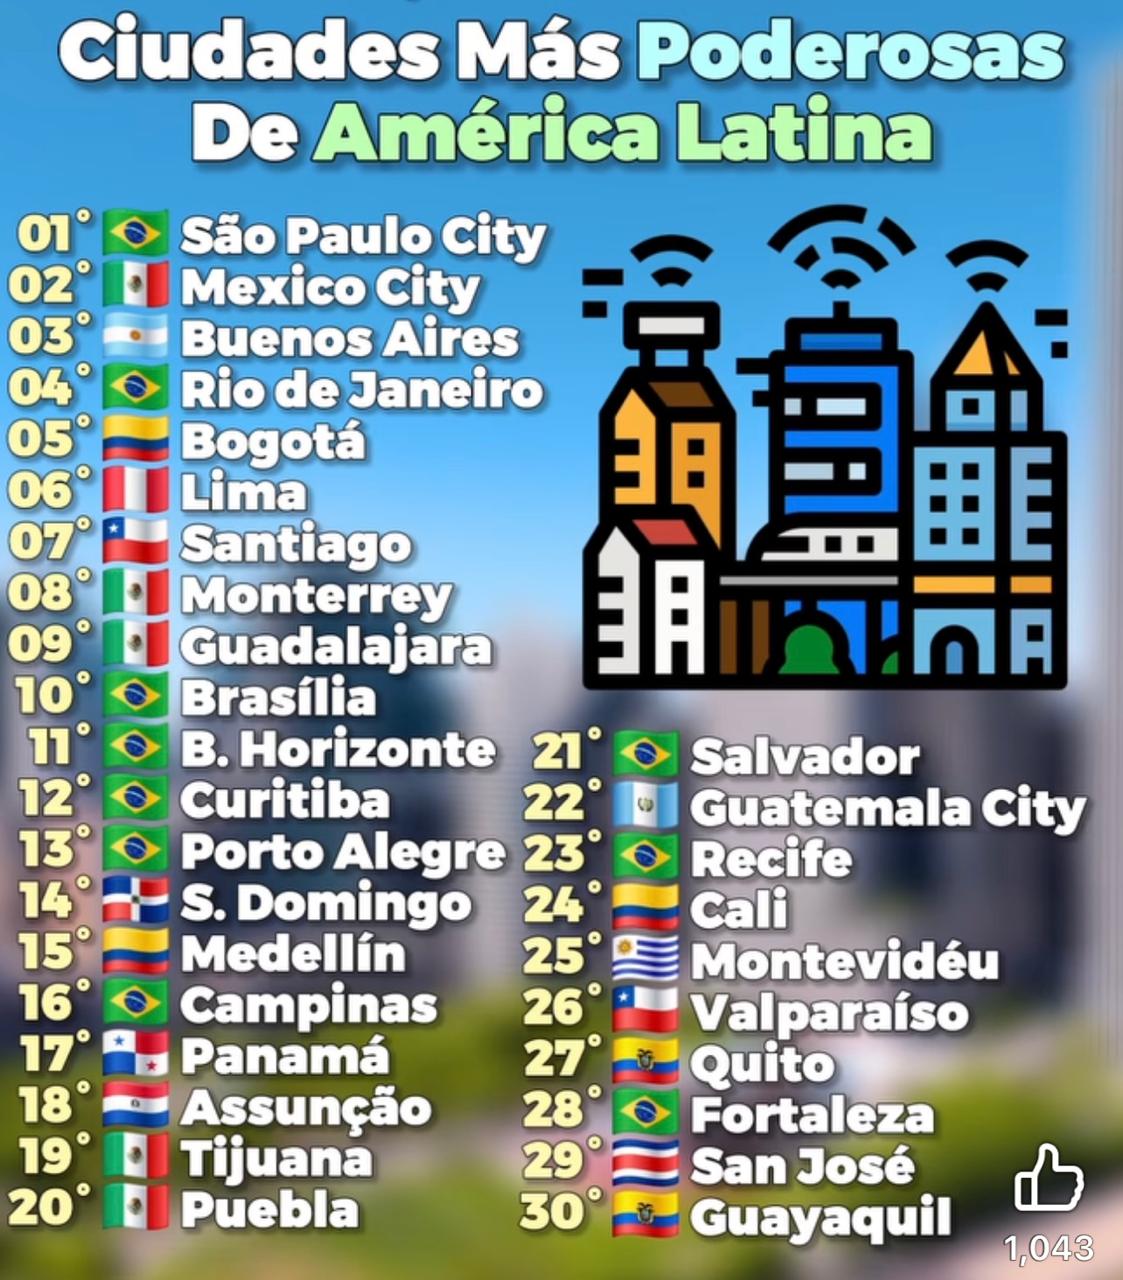 Ciudades Más Poderosas
De América Latina
01° São Paulo City
02° Mexico City
03° Buenos Aires
04° Rio de Janeiro
05° Bogotá
06° Lima
07° Santiago
08° Monterrey
09° Guadalajara
10° Brasília
11° B. Horizonte
12° Curitiba
13° Porto Alegre
14° S. Domingo
15° Medellín
16° Campinas
17° Panamá
18° Assunção
19° Tijuana
20° Puebla
21° Salvador
22° Guatemala City
23° Recife
24° Cali
25° Montevidéu
26° Valparaíso
27° Quito
28° Fortaleza
29° San José
30° Guayaquil
1,043